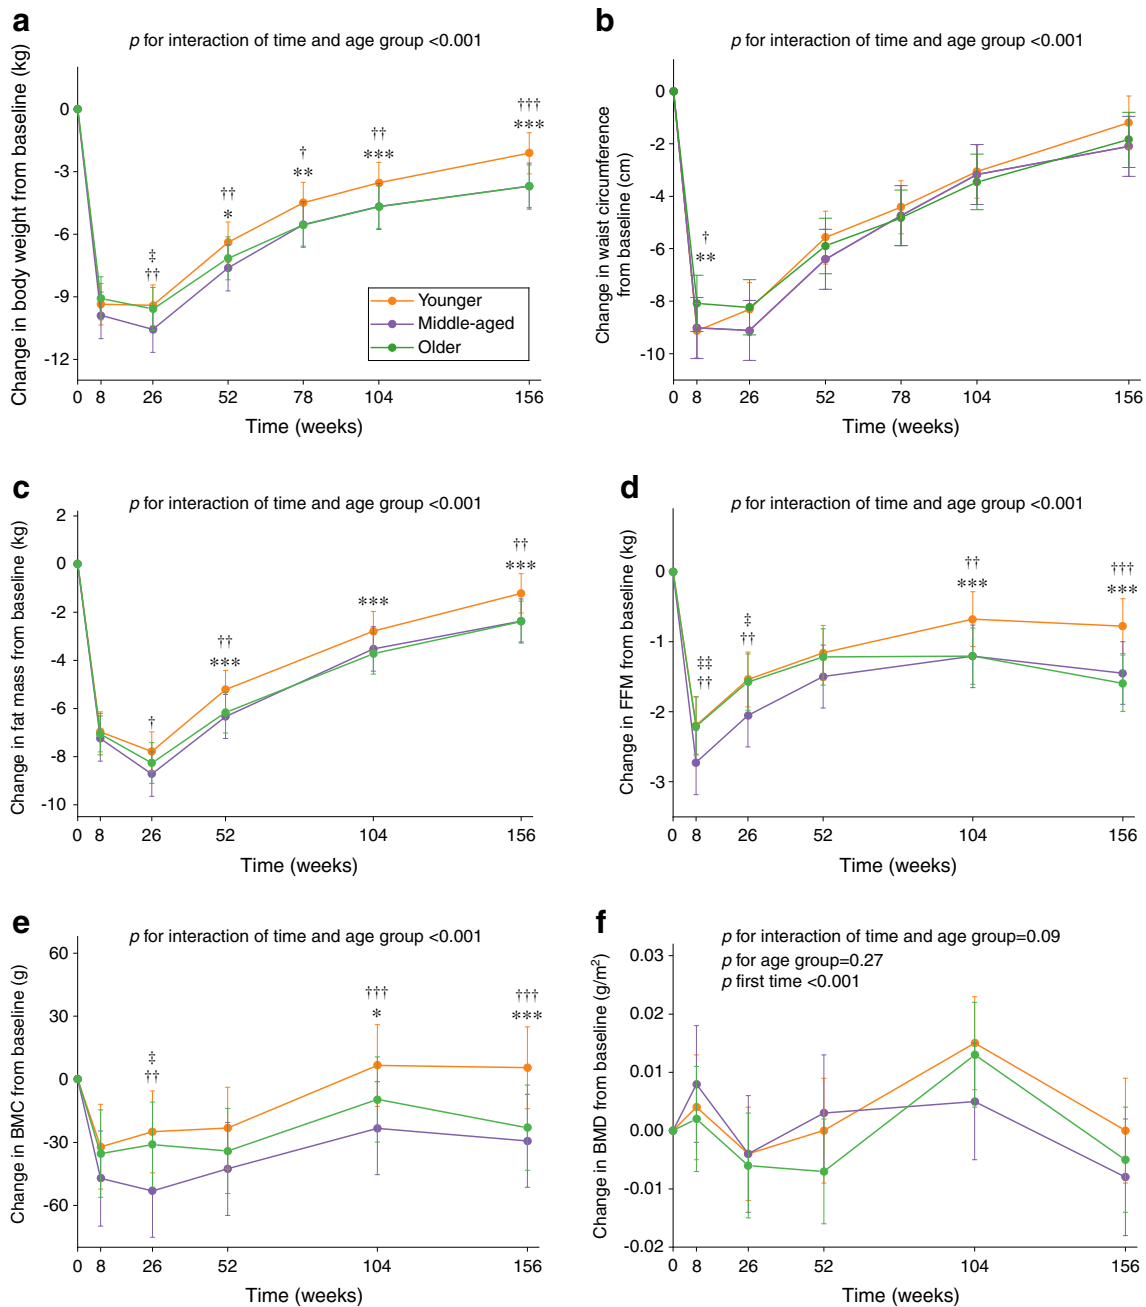 a
p for interaction of time and age group <0.001
Change in body weight from baseline (kg)
0
-3
-6
-9
-12
‡
††
††
*
†
**
††
***
†††
***
Younger
Middle-aged
Older
0 8 26 52 78 104 156
Time (weeks)
b
p for interaction of time and age group <0.001
Change in waist circumference
from baseline (cm)
0
-2
-4
-6
-8
-10
†
**
0 8 26 52 78 104 156
Time (weeks)
c
p for interaction of time and age group <0.001
Change in fat mass from baseline (kg)
2
0
-2
-4
-6
-8
-10
†
††
***
***
††
***
0 8 26 52 104 156
Time (weeks)
d
p for interaction of time and age group <0.001
Change in FFM from baseline (kg)
0
-1
-2
-3
‡‡
††
‡
††
††
***
†††
***
0 8 26 52 104 156
Time (weeks)
e
p for interaction of time and age group <0.001
Change in BMC from baseline (g)
60
30
0
-30
-60
‡
††
†††
*
†††
***
0 8 26 52 104 156
Time (weeks)
f
p for interaction of time and age group=0.09
p for age group=0.27
p first time <0.001
Change in BMD from baseline (g/m²)
0.03
0.02
0.01
0.00
-0.01
-0.02
0 8 26 52 104 156
Time (weeks)